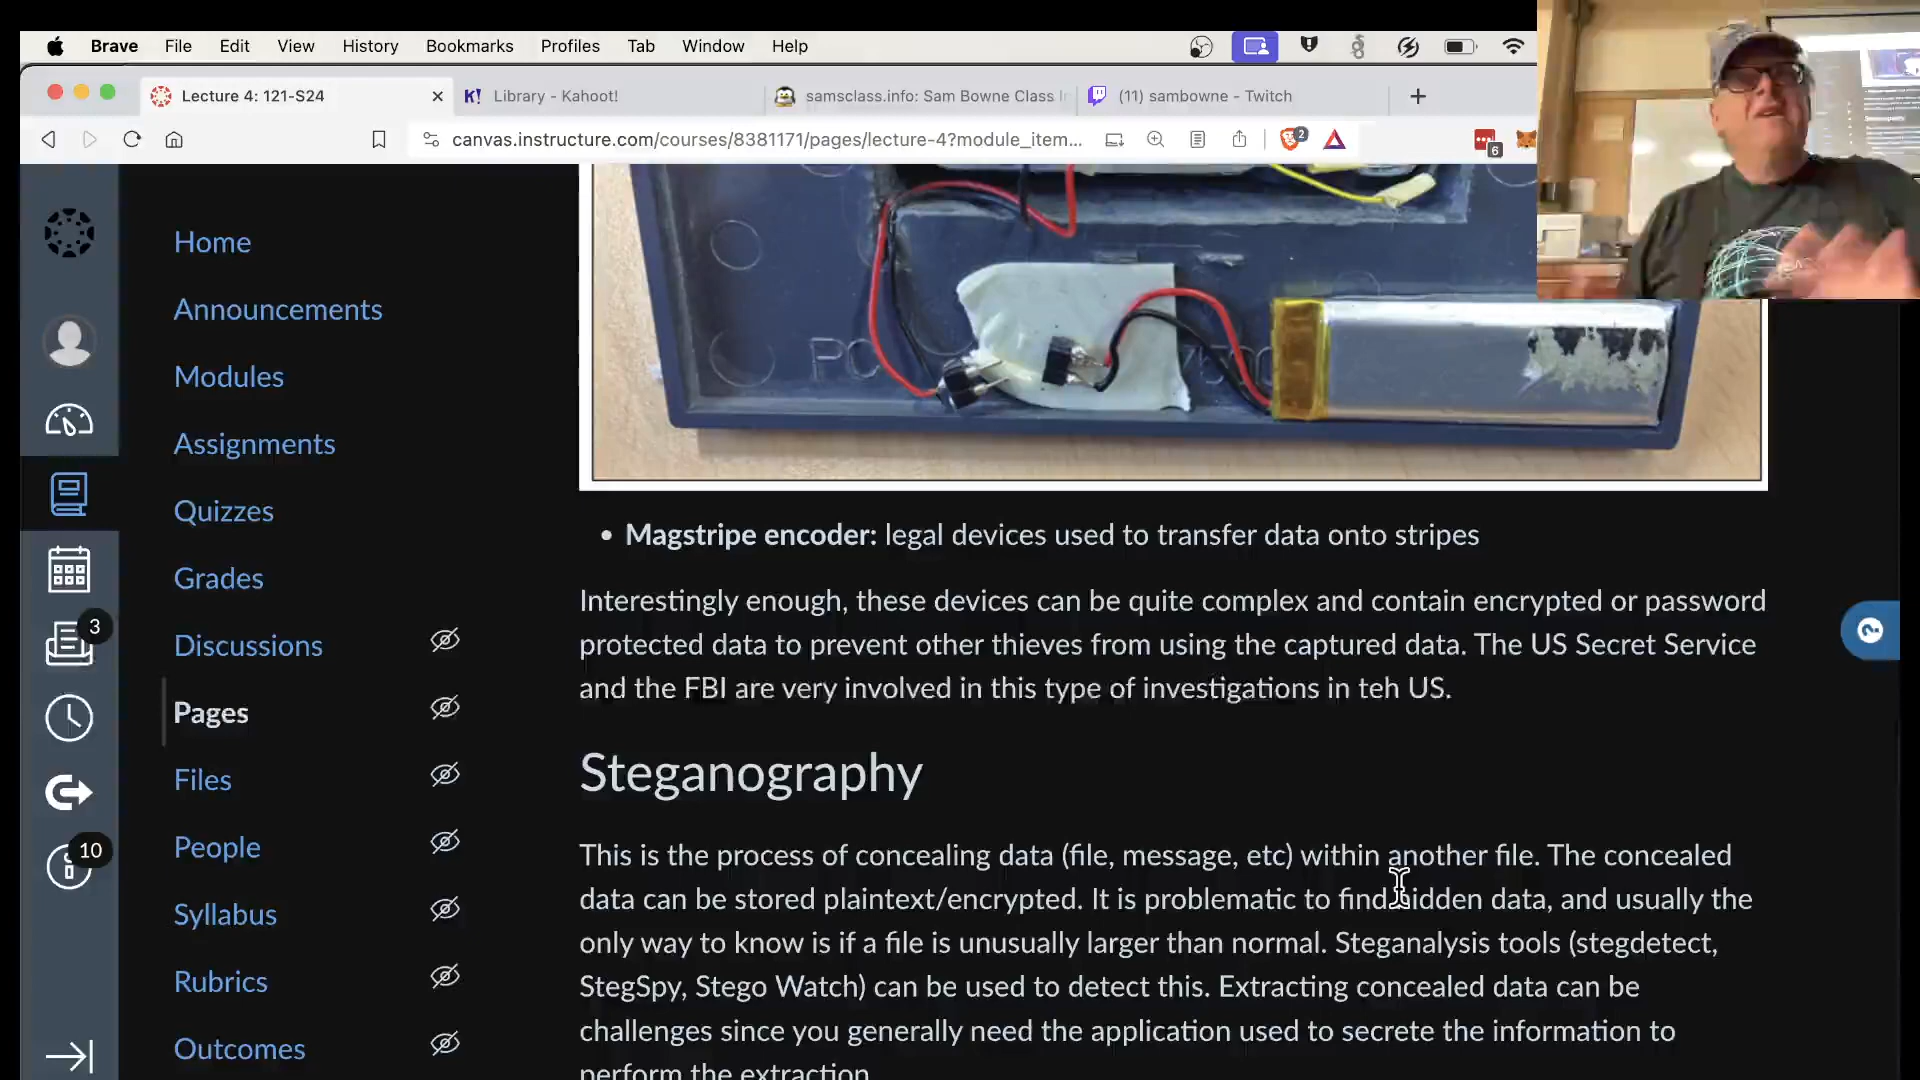 Brave File Edit View History Bookmarks Profiles Tab Window Help
Lecture 4: 121-S24
Library - Kahoot!
samsclass.info: Sam Bowne Class I
(11) sambowne - Twitch
canvas.instructure.com/courses/8381171/pages/lecture-4?module_item...
2
6
Home
Announcements
Modules
Assignments
Quizzes
Grades
Discussions
Pages
Files
People
Syllabus
Rubrics
Outcomes
3
10
PC
• Magstripe encoder: legal devices used to transfer data onto stripes
Interestingly enough, these devices can be quite complex and contain encrypted or password
protected data to prevent other thieves from using the captured data. The US Secret Service
and the FBI are very involved in this type of investigations in teh US.
Steganography
This is the process of concealing data (file, message, etc) within another file. The concealed
data can be stored plaintext/encrypted. It is problematic to find hidden data, and usually the
only way to know is if a file is unusually larger than normal. Steganalysis tools (stegdetect,
StegSpy, Stego Watch) can be used to detect this. Extracting concealed data can be
challenges since you generally need the application used to secrete the information to
perform the extraction.